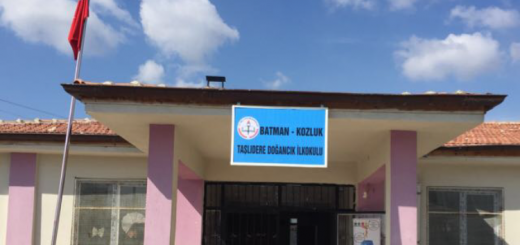 BATMAN - KOZLUK
TAŞLIDERE DOĞANCIK İLKOKULU